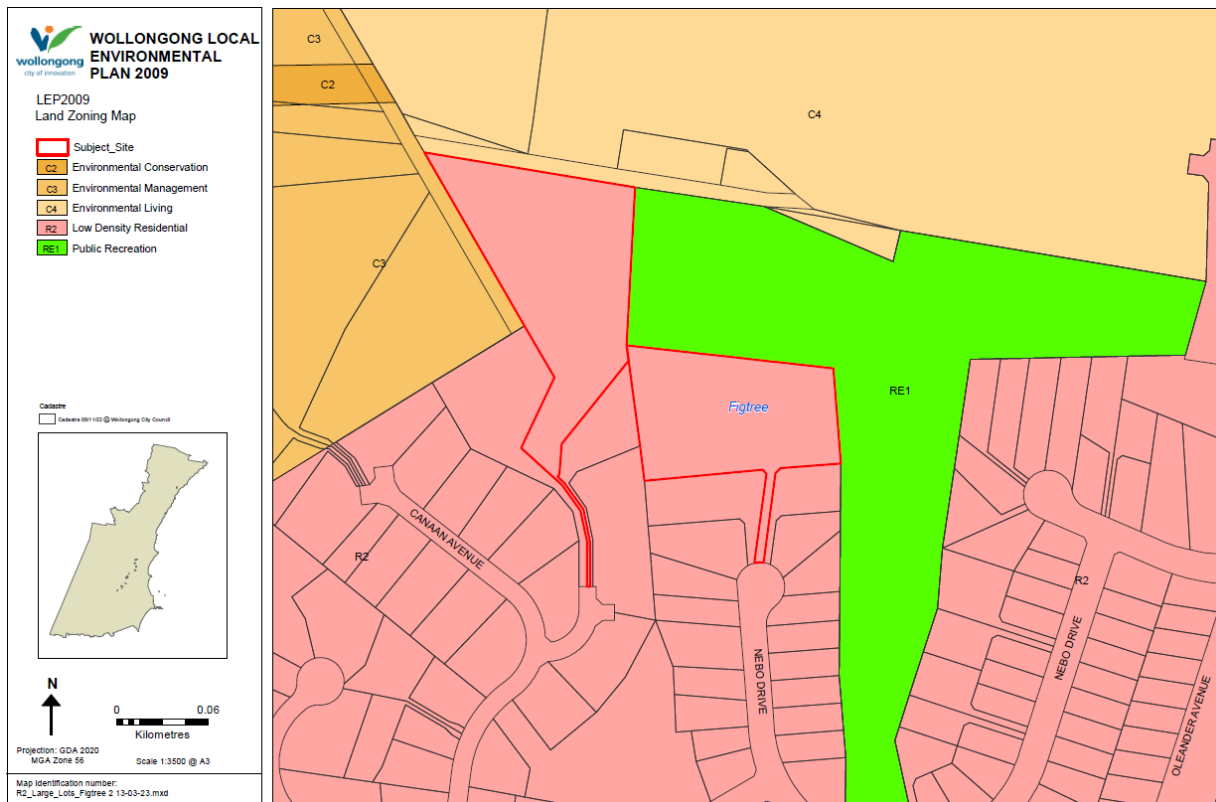 wollongong
city of innovation
WOLLONGONG LOCAL
ENVIRONMENTAL
PLAN 2009
LEP2009
Land Zoning Map
Subject_Site
C2 Environmental Conservation
C3 Environmental Management
C4 Environmental Living
R2 Low Density Residential
RE1 Public Recreation
Cadastre
Cadastre 08/11/22 © Wollongong City Council
N
0 0.06
Kilometres
Projection: GDA 2020
MGA Zone 56
Scale 1:3500 @ A3
Map Identification number:
R2_Large_Lots_Figtree 2 13-03-23.mxd
C3
C2
C4
C3
RE1
Figtree
CANAAN AVENUE
R2
R2
NEBO DRIVE
NEBO DRIVE
OLEANDER AVENUE